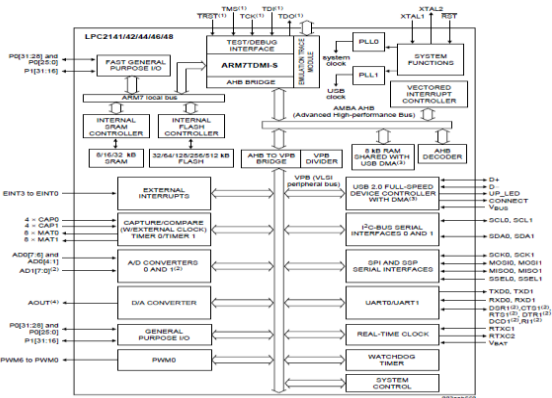 TMS(1)
TDI(1)
XTAL2
TRST(1)
TCK(1)
TDO(1)
XTAL1
RST
LPC2141/42/44/46/48
TEST/DEBUG
INTERFACE
EMULATION TRACE
MODULE
PLL0
system
clock
PLL1
USB
clock
SYSTEM
FUNCTIONS
P0[31:28] and
P0[25:0]
P1[31:16]
FAST GENERAL
PURPOSE I/O
ARM7TDMI-S
AHB BRIDGE
VECTORED
INTERRUPT
CONTROLLER
ARM7 local bus
AMBA AHB
(Advanced High-performance Bus)
INTERNAL
SRAM
CONTROLLER
INTERNAL
FLASH
CONTROLLER
8/16/32 kB
SRAM
32/64/128/256/512 kB
FLASH
AHB TO VPB
BRIDGE
VPB
DIVIDER
8 kB RAM
SHARED WITH
USB DMA(3)
AHB
DECODER
VPB (VLSI
peripheral bus)
EINT3 to EINT0
EXTERNAL
INTERRUPTS
USB 2.0 FULL-SPEED
DEVICE CONTROLLER
WITH DMA(3)
D+
D-
UP_LED
CONNECT
VBUS
4 × CAP0
4 × CAP1
8 × MAT0
8 × MAT1
CAPTURE/COMPARE
(W/EXTERNAL CLOCK)
TIMER 0/TIMER 1
I2C-BUS SERIAL
INTERFACES 0 AND 1
SCL0, SCL1
SDA0, SDA1
AD0[7:6] and
AD0[4:1]
AD1[7:0](2)
A/D CONVERTERS
0 AND 1(2)
SPI AND SSP
SERIAL INTERFACES
SCK0, SCK1
MOSI0, MOSI1
MISO0, MISO1
SSEL0, SSEL1
AOUT(4)
D/A CONVERTER
UART0/UART1
TXD0, TXD1
RXD0, RXD1
DSR1(2),CTS1(2),
RTS1(2), DTR1(2)
DCD1(2),RI1(2)
P0[31:28] and
P0[25:0]
P1[31:16]
GENERAL
PURPOSE I/O
REAL-TIME CLOCK
RTXC1
RTXC2
VBAT
PWM6 to PWM0
PWM0
WATCHDOG
TIMER
SYSTEM
CONTROL